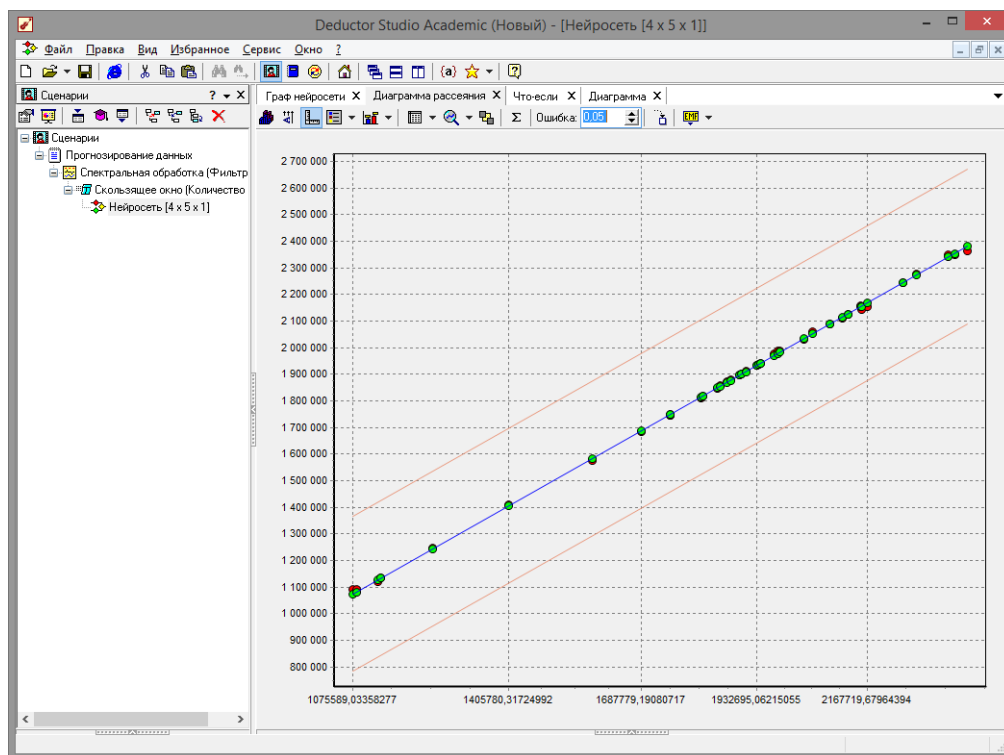 Deductor Studio Academic (Новый) - [Нейросеть [4 x 5 x 1]]
Файл Правка Вид Избранное Сервис Окно ?
Сценарии
Сценарии
Прогнозирование данных
Спектральная обработка (Фильтр
Скользящее окно (Количество
Нейросеть [4 x 5 x 1]
Граф нейросети X Диаграмма рассеяния X Что-если X Диаграмма X
Σ Ошибка: 0,05 EMF
2 700 000
2 600 000
2 500 000
2 400 000
2 300 000
2 200 000
2 100 000
2 000 000
1 900 000
1 800 000
1 700 000
1 600 000
1 500 000
1 400 000
1 300 000
1 200 000
1 100 000
1 000 000
900 000
800 000
1075589,03358277 1405780,31724992 1687779,19080717 1932695,06215055 2167719,67964394